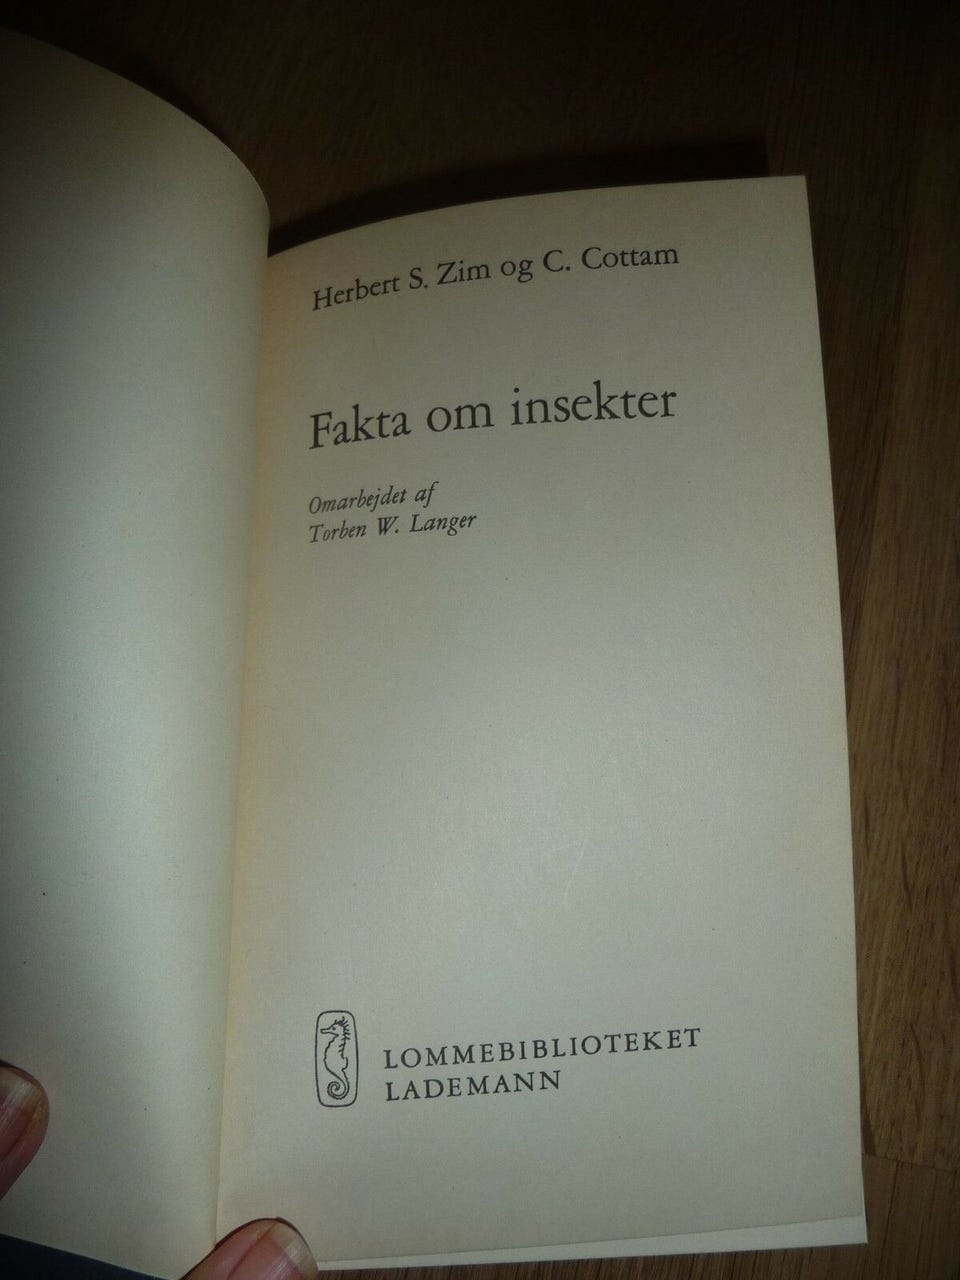 Herbert S. Zim og C. Cottam
Fakta om insekter
Omarbejdet af
Torben W. Langer
LOMMEBIBLIOTEKET
LADEMANN